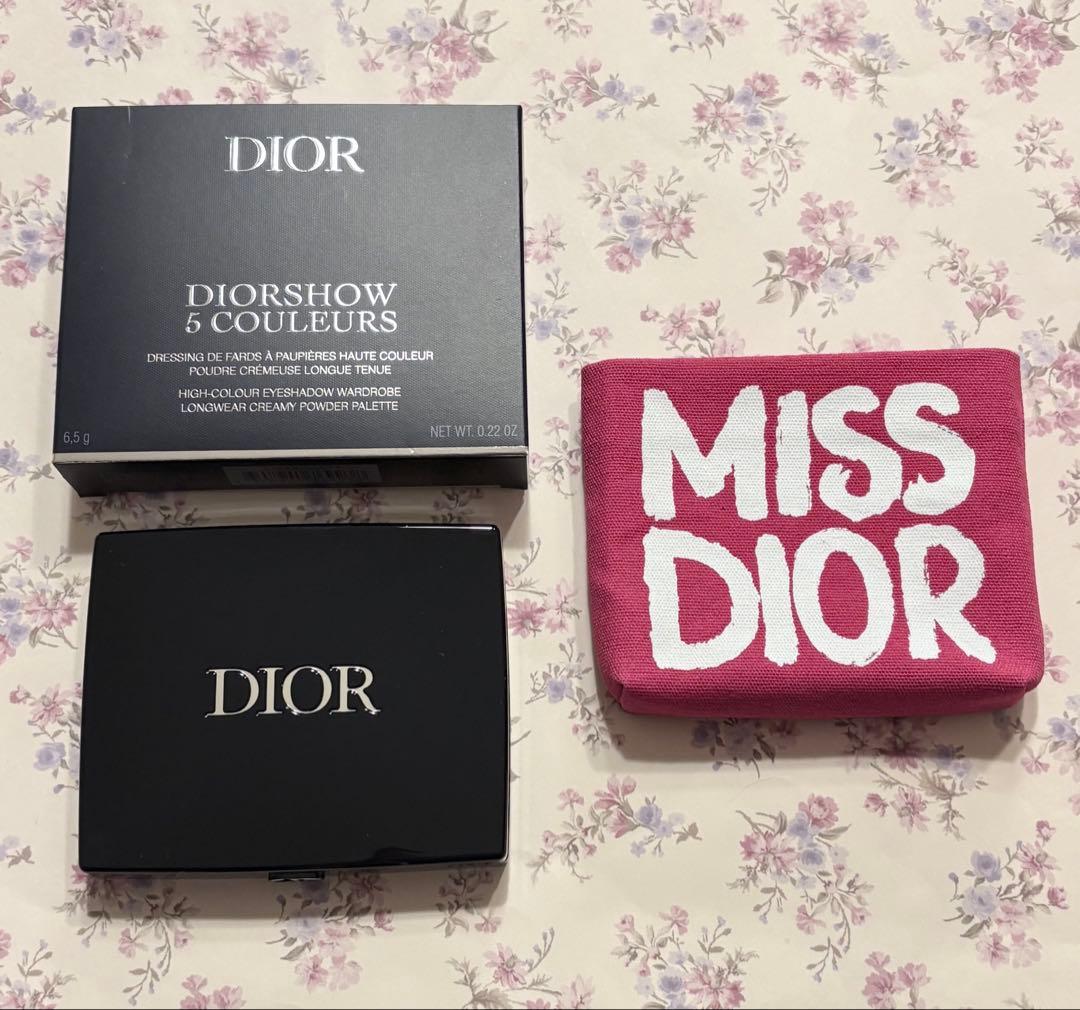 DIOR
DIORSHOW
5 COULEURS
DRESSING DE FARDS À PAUPIÈRES HAUTE COULEUR
POUDRE CRÉMEUSE LONGUE TENUE
HIGH-COLOUR EYESHADOW WARDROBE
LONGWEAR CREAMY POWDER PALETTE
6,5 g
NET WT. 0.22 OZ
DIOR
MISS
DIOR